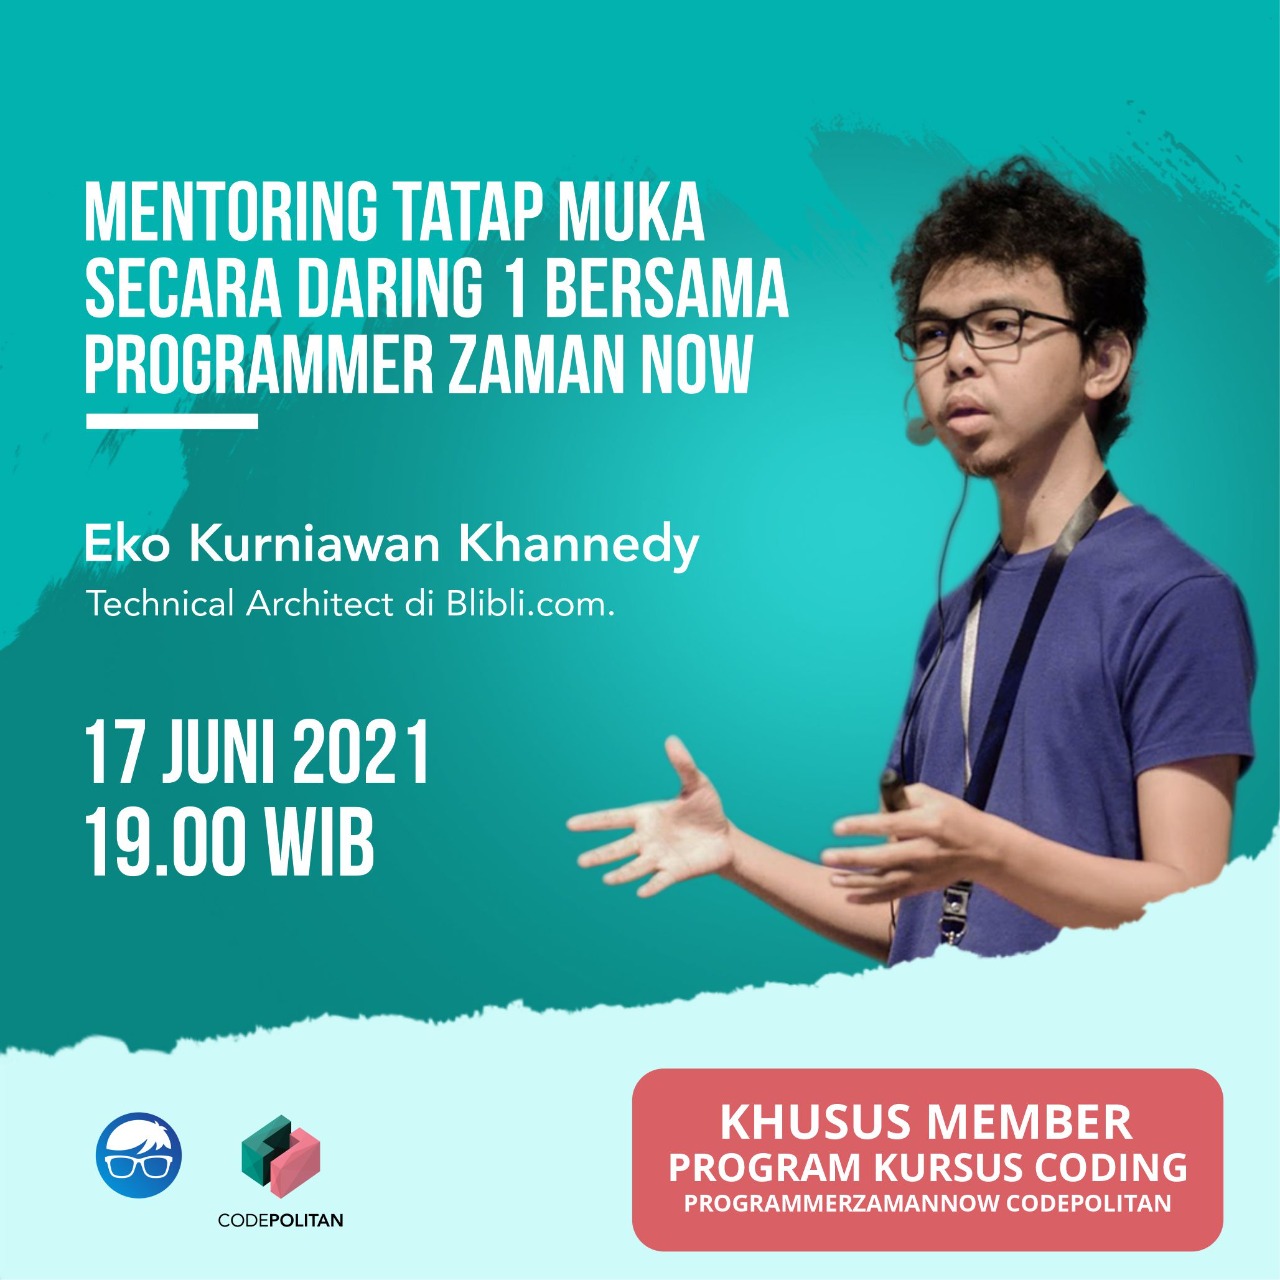 MENTORING TATAP MUKA
SECARA DARING 1 BERSAMA
PROGRAMMER ZAMAN NOW
Eko Kurniawan Khannedy
Technical Architect di Blibli.com.
17 JUNI 2021
19.00 WIB
KHUSUS MEMBER
PROGRAM KURSUS CODING
PROGRAMMERZAMANNOW CODEPOLITAN
CODEPOLITAN